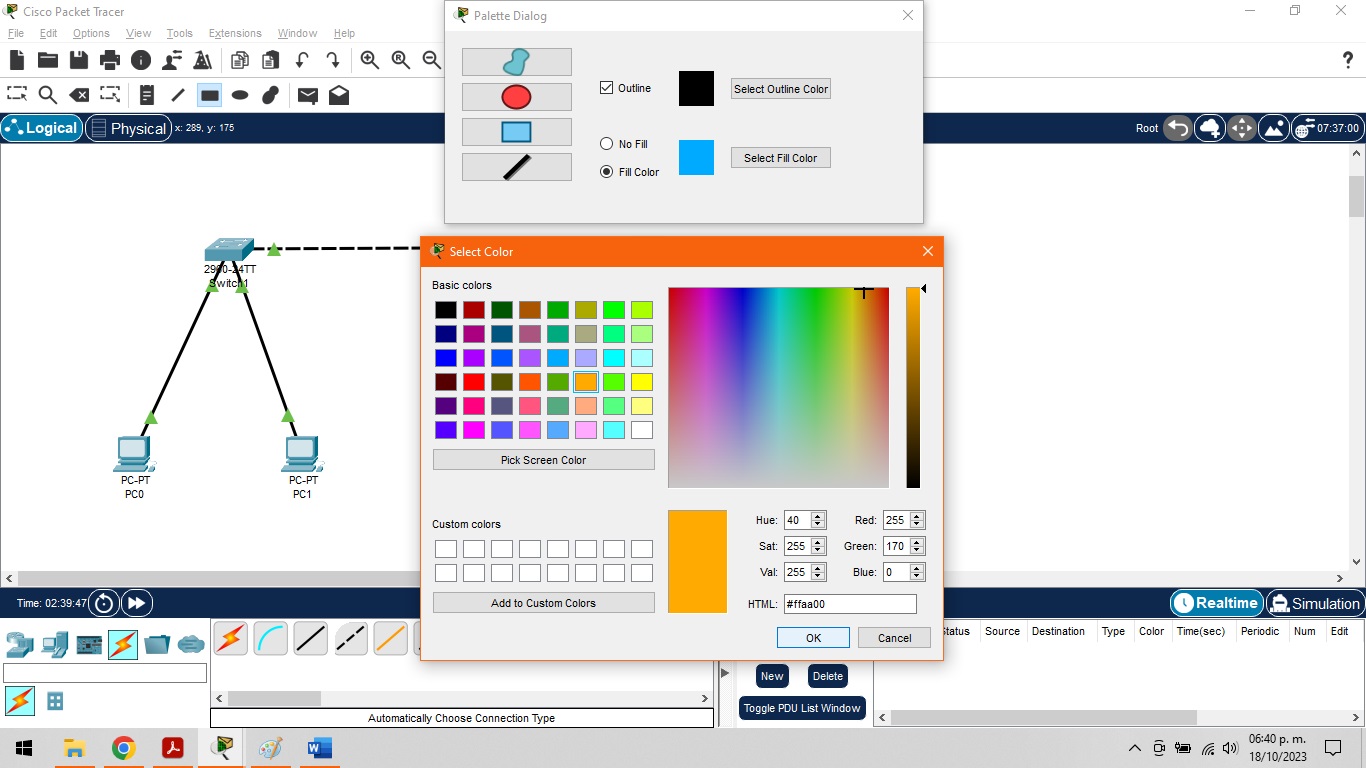 Cisco Packet Tracer
Palette Dialog
File Edit Options View Tools Extensions Window Help
Outline
Select Outline Color
No Fill
Fill Color
Select Fill Color
Logical Physical x: 289, y: 175
Root 07:37:00
Select Color
Basic colors
2960-24TT
Switch1
Pick Screen Color
PC-PT
PC0
PC-PT
PC1
Custom colors
Add to Custom Colors
Hue: 40 Red: 255
Sat: 255 Green: 170
Val: 255 Blue: 0
HTML: #ffaa00
OK Cancel
Time: 02:39:47
Realtime Simulation
Status Source Destination Type Color Time(sec) Periodic Num Edit
New Delete
Toggle PDU List Window
Automatically Choose Connection Type
06:40 p. m.
18/10/2023